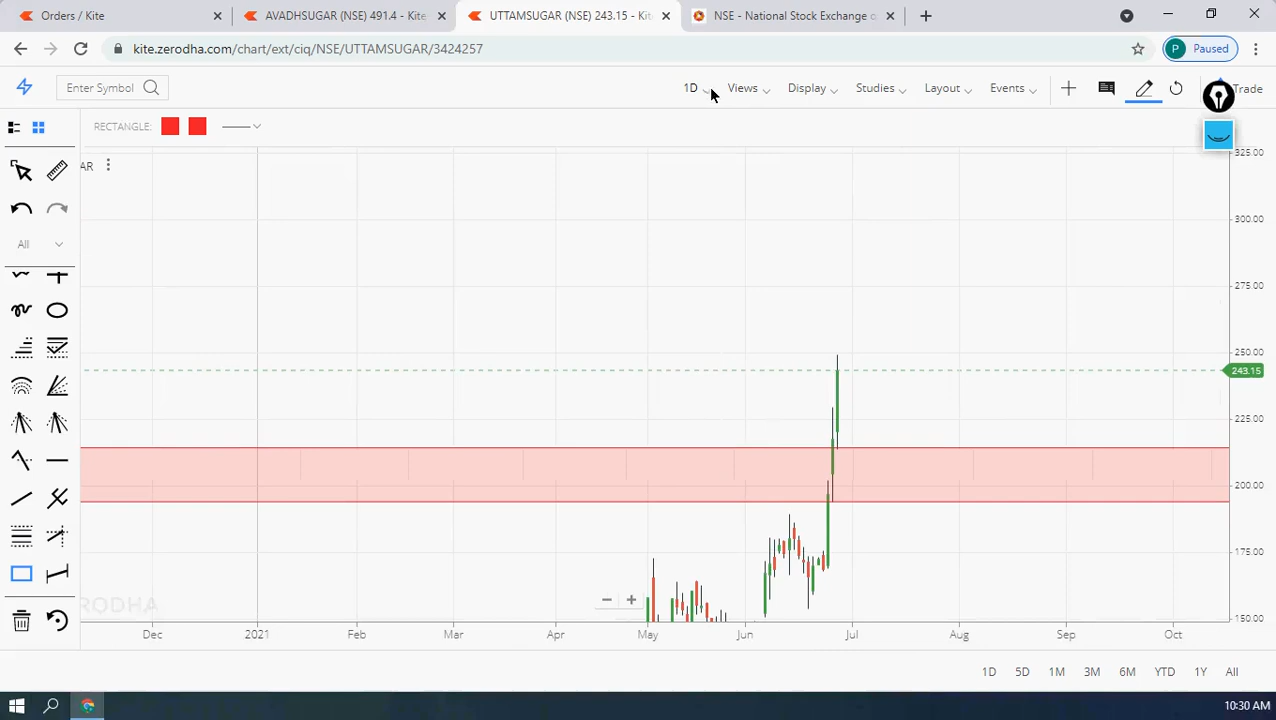 Orders / Kite
AVADHSUGAR (NSE) 491.4 - Kite
UTTAMSUGAR (NSE) 243.15 - Kit
NSE - National Stock Exchange o
kite.zerodha.com/chart/ext/ciq/NSE/UTTAMSUGAR/3424257
P Paused
Enter Symbol
1D
Views
Display
Studies
Layout
Events
Trade
RECTANGLE:
AR
All
325.00
300.00
275.00
250.00
243.15
225.00
200.00
175.00
150.00
ERODHA
Dec
2021
Feb
Mar
Apr
May
Jun
Jul
Aug
Sep
Oct
1D
5D
1M
3M
6M
YTD
1Y
All
10:30 AM